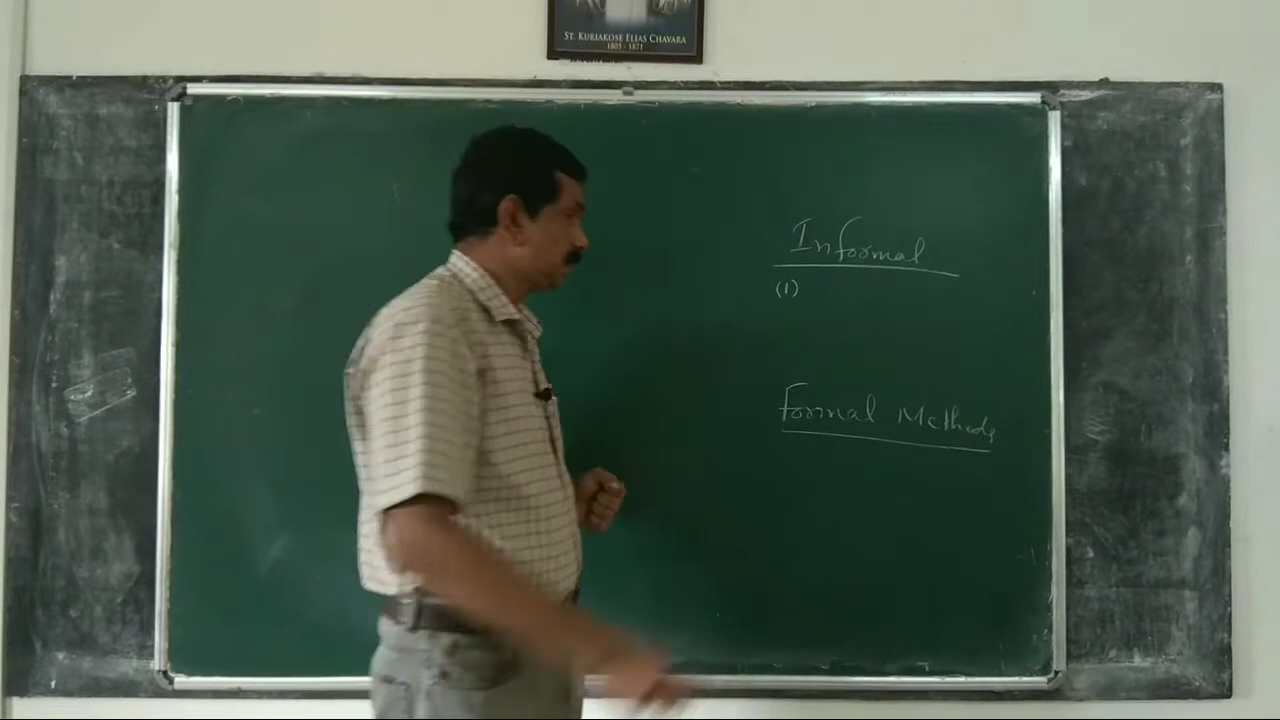 ST. KURIAKOSE ELIAS CHAVARA
1805 - 1871
Informal
(1)
Formal Methods